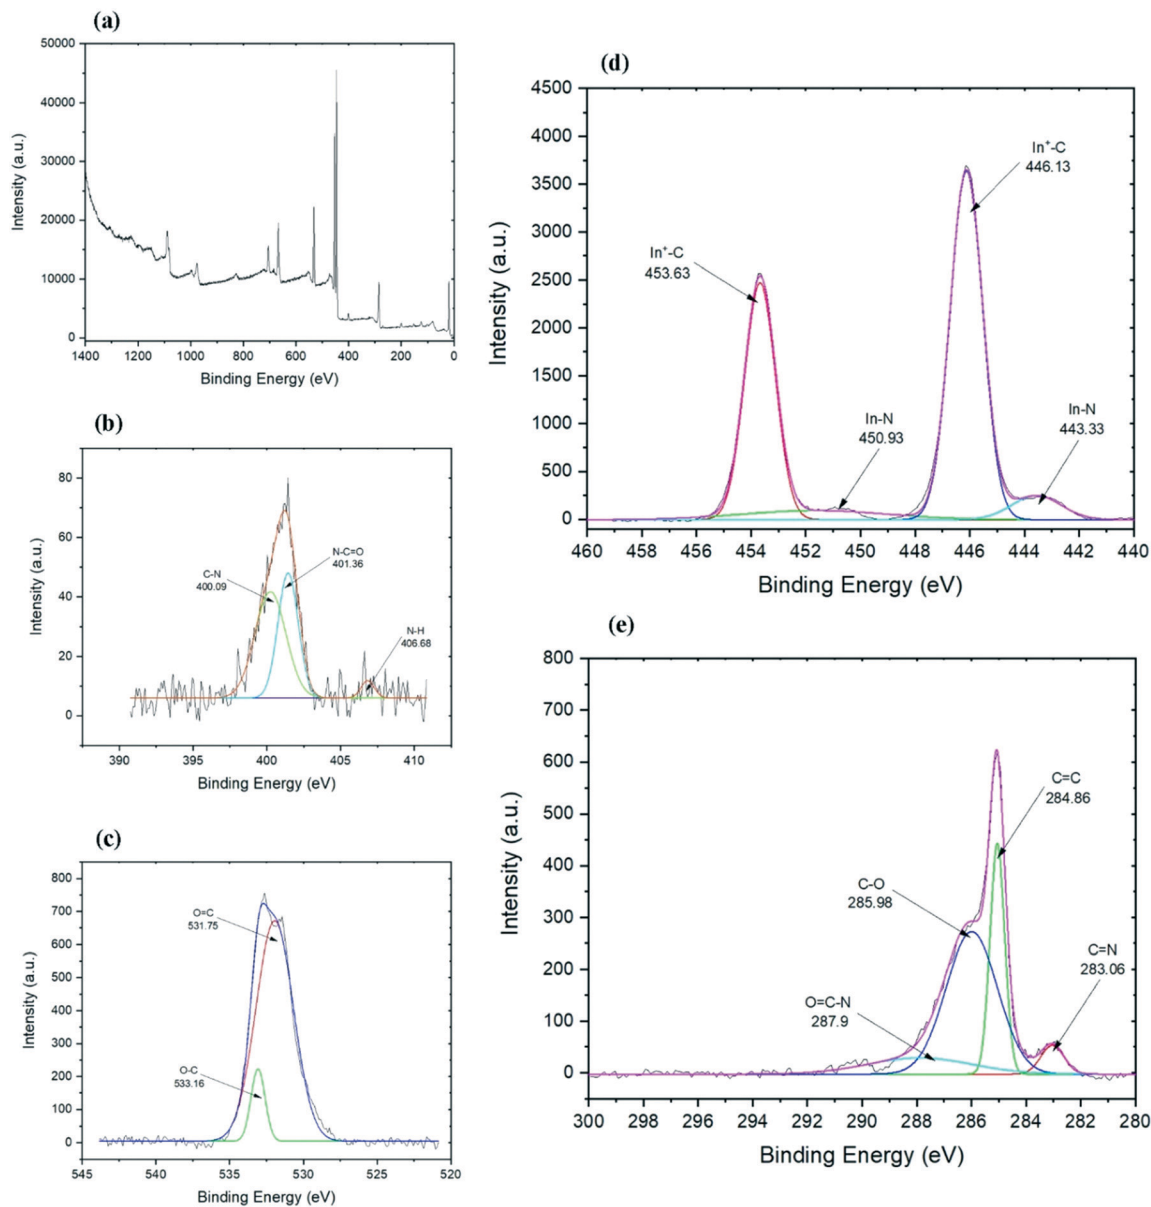 (a)
50000
40000
30000
20000
10000
0
1400 1200 1000 800 600 400 200 0
Intensity (a.u.)
Binding Energy (eV)
(b)
80
60
40
20
0
390 395 400 405 410
Intensity (a.u.)
Binding Energy (eV)
C-N
400.09
N-C=O
401.36
N-H
406.68
(c)
800
700
600
500
400
300
200
100
0
545 540 535 530 525 520
Intensity (a.u.)
Binding Energy (eV)
O=C
531.75
O-C
533.16
(d)
4500
4000
3500
3000
2500
2000
1500
1000
500
0
460 458 456 454 452 450 448 446 444 442 440
Intensity (a.u.)
Binding Energy (eV)
In⁺-C
453.63
In-N
450.93
In⁺-C
446.13
In-N
443.33
(e)
800
700
600
500
400
300
200
100
0
300 298 296 294 292 290 288 286 284 282 280
Intensity (a.u.)
Binding Energy (eV)
C=C
284.86
C-O
285.98
C=N
283.06
O=C-N
287.9